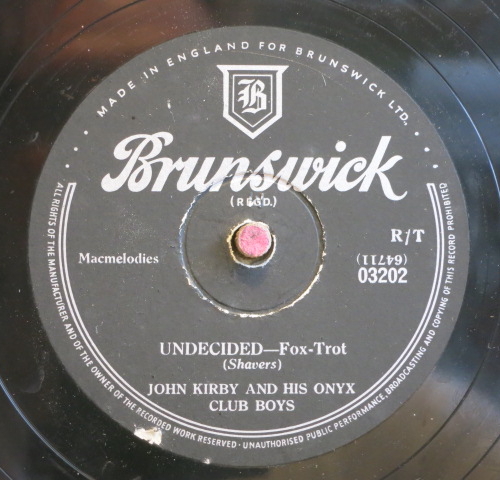 MADE IN ENGLAND FOR BRUNSWICK LTD.
B
Brunswick
(REGD.)
R/T
Macmelodies
(64711)
03202
UNDECIDED—Fox-Trot
(Shavers)
JOHN KIRBY AND HIS ONYX
CLUB BOYS
ALL RIGHTS OF THE MANUFACTURER AND OF THE OWNER OF THE RECORDED WORK RESERVED · UNAUTHORISED PUBLIC PERFORMANCE, BROADCASTING AND COPYING OF THIS RECORD PROHIBITED